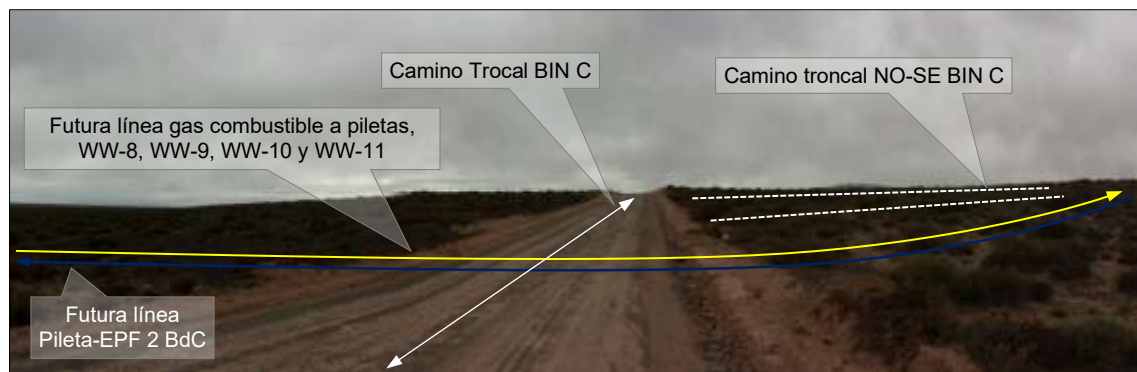 Camino Trocal BIN C
Camino troncal NO-SE BIN C
Futura línea gas combustible a piletas,
WW-8, WW-9, WW-10 y WW-11
Futura línea
Pileta-EPF 2 BdC